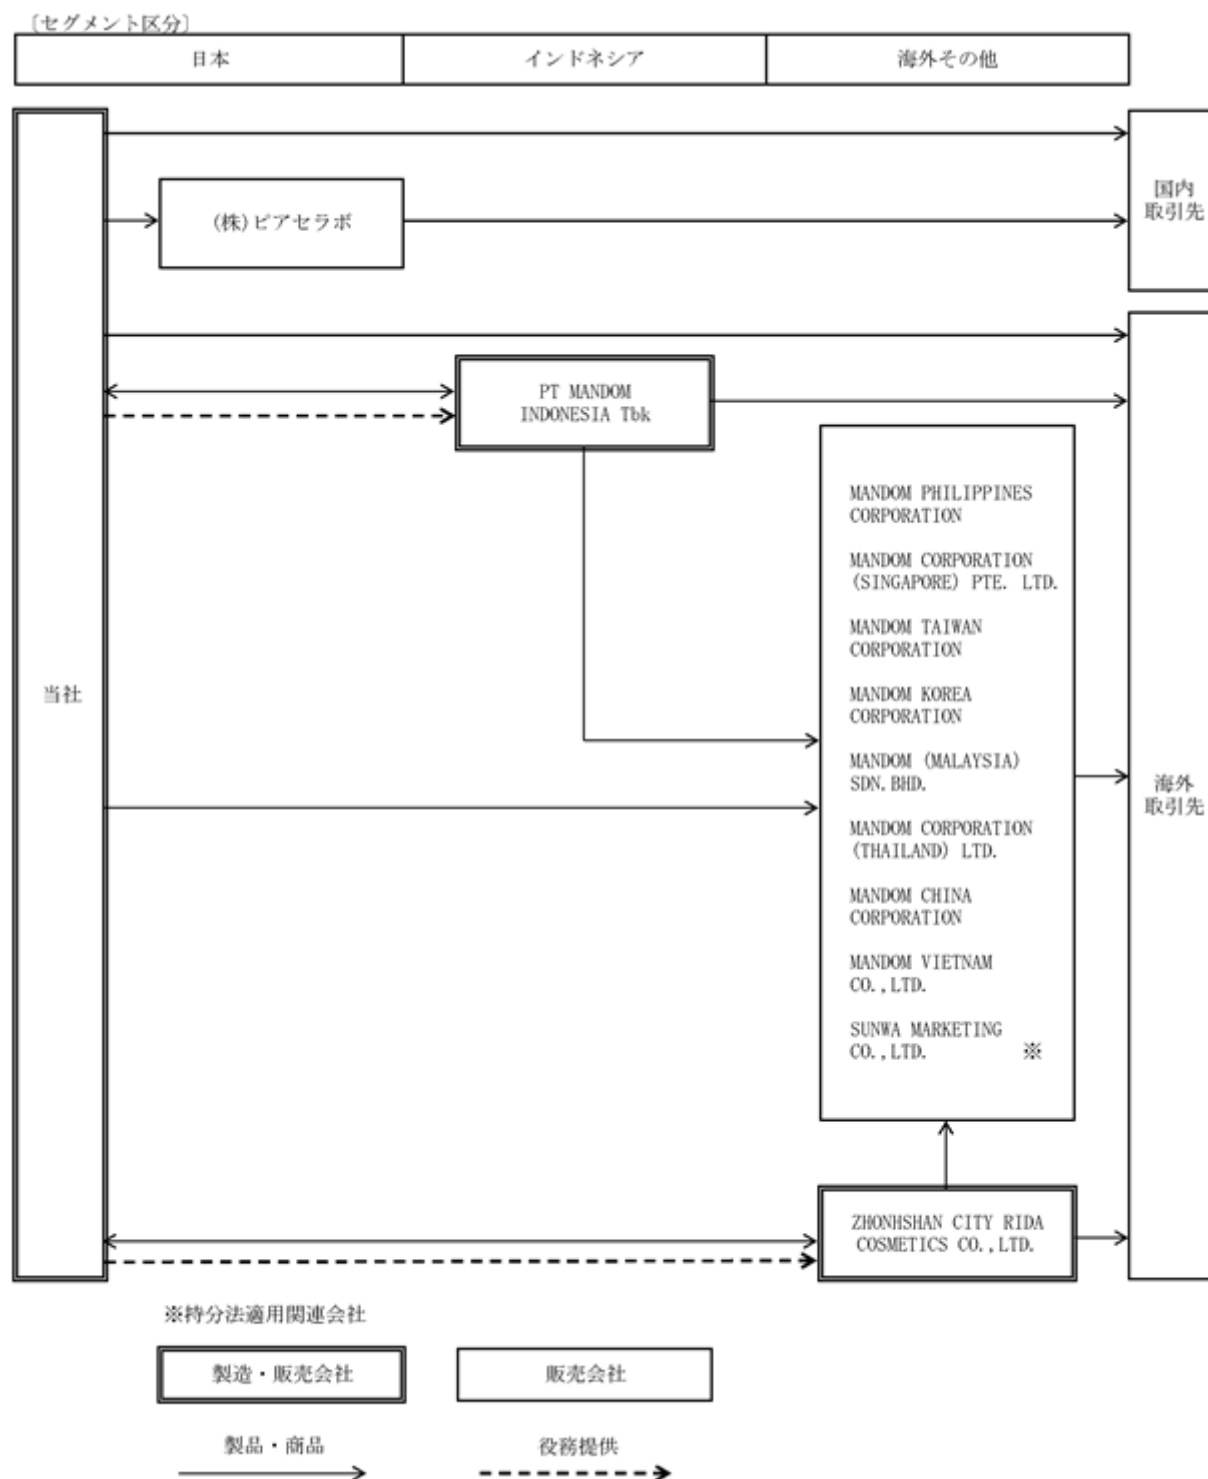 〔セグメント区分〕
日本
インドネシア
海外その他
国内
取引先
(株)ピアセラボ
PT MANDOM
INDONESIA Tbk
MANDOM PHILIPPINES
CORPORATION
MANDOM CORPORATION
(SINGAPORE) PTE. LTD.
MANDOM TAIWAN
CORPORATION
当社
MANDOM KOREA
CORPORATION
MANDOM (MALAYSIA)
SDN.BHD.
MANDOM CORPORATION
(THAILAND) LTD.
MANDOM CHINA
CORPORATION
MANDOM VIETNAM
CO.,LTD.
SUNWA MARKETING
CO.,LTD. ※
海外
取引先
ZHONHSHAN CITY RIDA
COSMETICS CO.,LTD.
※持分法適用関連会社
製造・販売会社
販売会社
製品・商品
役務提供